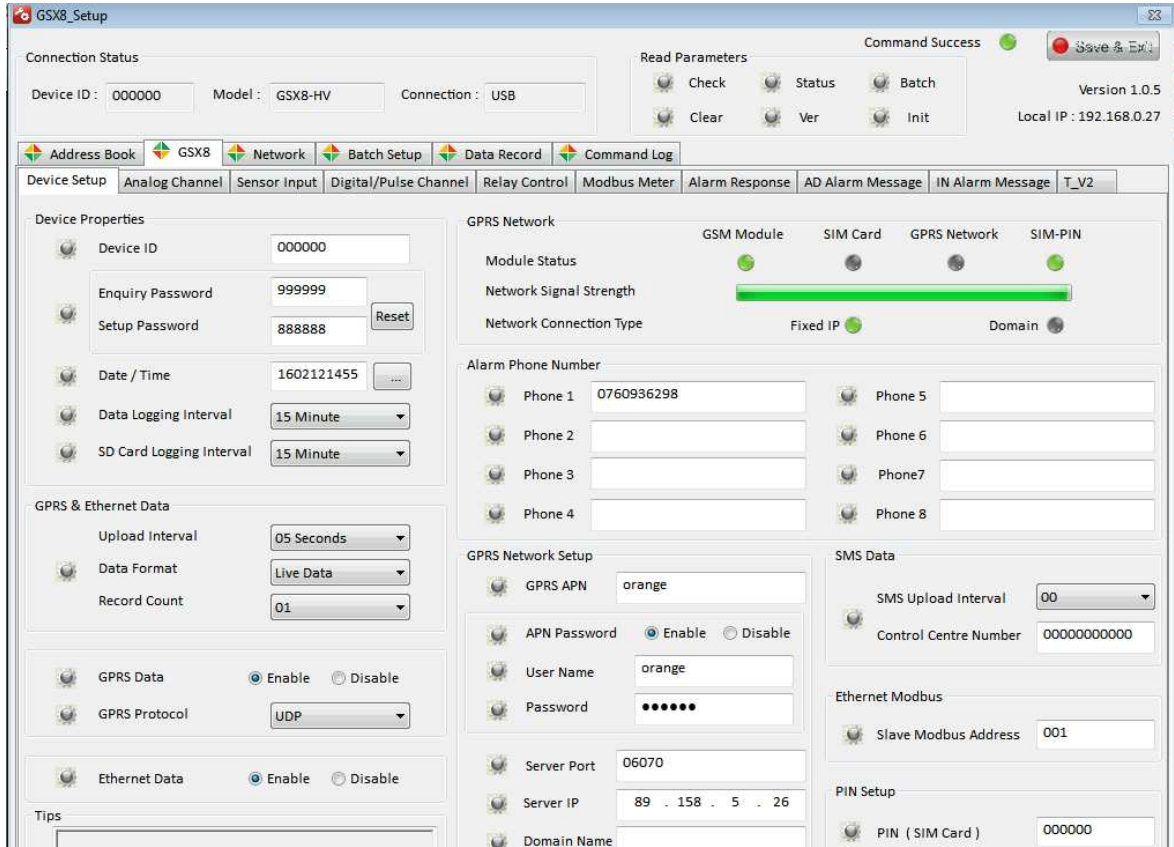 GSX8_Setup
Command Success
Save & Exit
Connection Status
Read Parameters
Device ID : 000000 Model : GSX8-HV Connection : USB
Check Status Batch
Version 1.0.5
Clear Ver Init
Local IP : 192.168.0.27
Address Book GSX8 Network Batch Setup Data Record Command Log
Device Setup Analog Channel Sensor Input Digital/Pulse Channel Relay Control Modbus Meter Alarm Response AD Alarm Message IN Alarm Message T_V2
Device Properties
Device ID 000000
Enquiry Password 999999
Setup Password 888888
Reset
Date / Time 1602121455 ...
Data Logging Interval 15 Minute
SD Card Logging Interval 15 Minute
GPRS & Ethernet Data
Upload Interval 05 Seconds
Data Format Live Data
Record Count 01
GPRS Data Enable Disable
GPRS Protocol UDP
Ethernet Data Enable Disable
Tips
GPRS Network
GSM Module SIM Card GPRS Network SIM-PIN
Module Status
Network Signal Strength
Network Connection Type Fixed IP Domain
Alarm Phone Number
Phone 1 0760936298 Phone 5
Phone 2 Phone 6
Phone 3 Phone7
Phone 4 Phone 8
GPRS Network Setup
GPRS APN orange
APN Password Enable Disable
User Name orange
Password ●●●●●●
Server Port 06070
Server IP 89 . 158 . 5 . 26
Domain Name
SMS Data
SMS Upload Interval 00
Control Centre Number 00000000000
Ethernet Modbus
Slave Modbus Address 001
PIN Setup
PIN ( SIM Card ) 000000